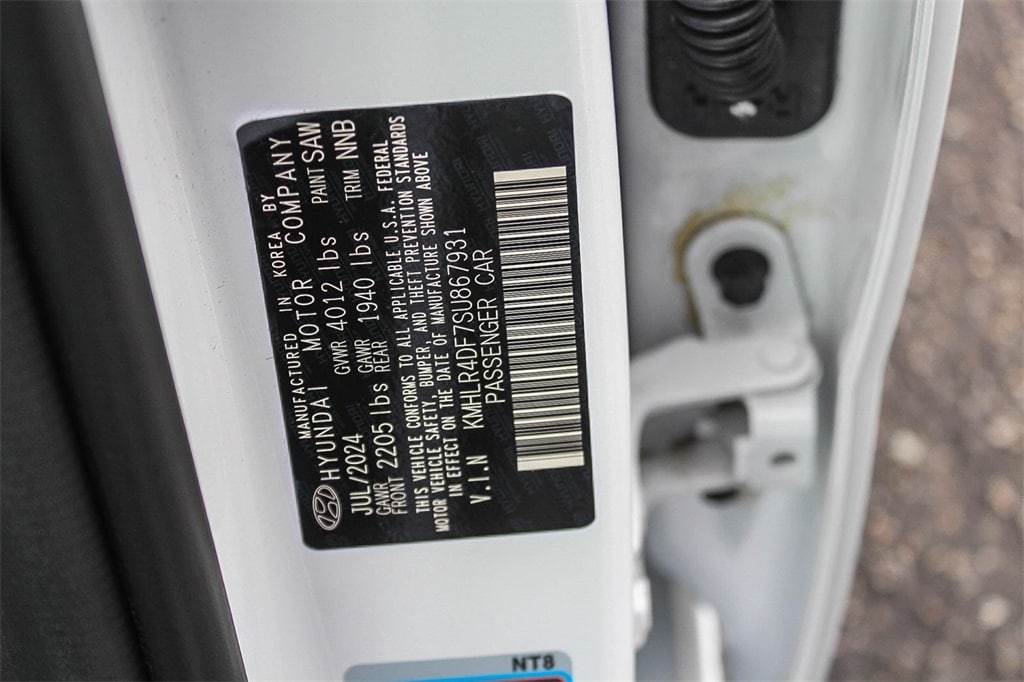 MANUFACTURED IN KOREA BY
HYUNDAI MOTOR COMPANY
JUL/2024 GVWR 4012 lbs PAINT SAW
GAWR FRONT 2205 lbs GAWR REAR 1940 lbs TRIM NNB
THIS VEHICLE CONFORMS TO ALL APPLICABLE U.S.A. FEDERAL
MOTOR VEHICLE SAFETY, BUMPER, AND THEFT PREVENTION STANDARDS
IN EFFECT ON THE DATE OF MANUFACTURE SHOWN ABOVE
V.I.N KMHLR4DF7SU867931
PASSENGER CAR
NT8